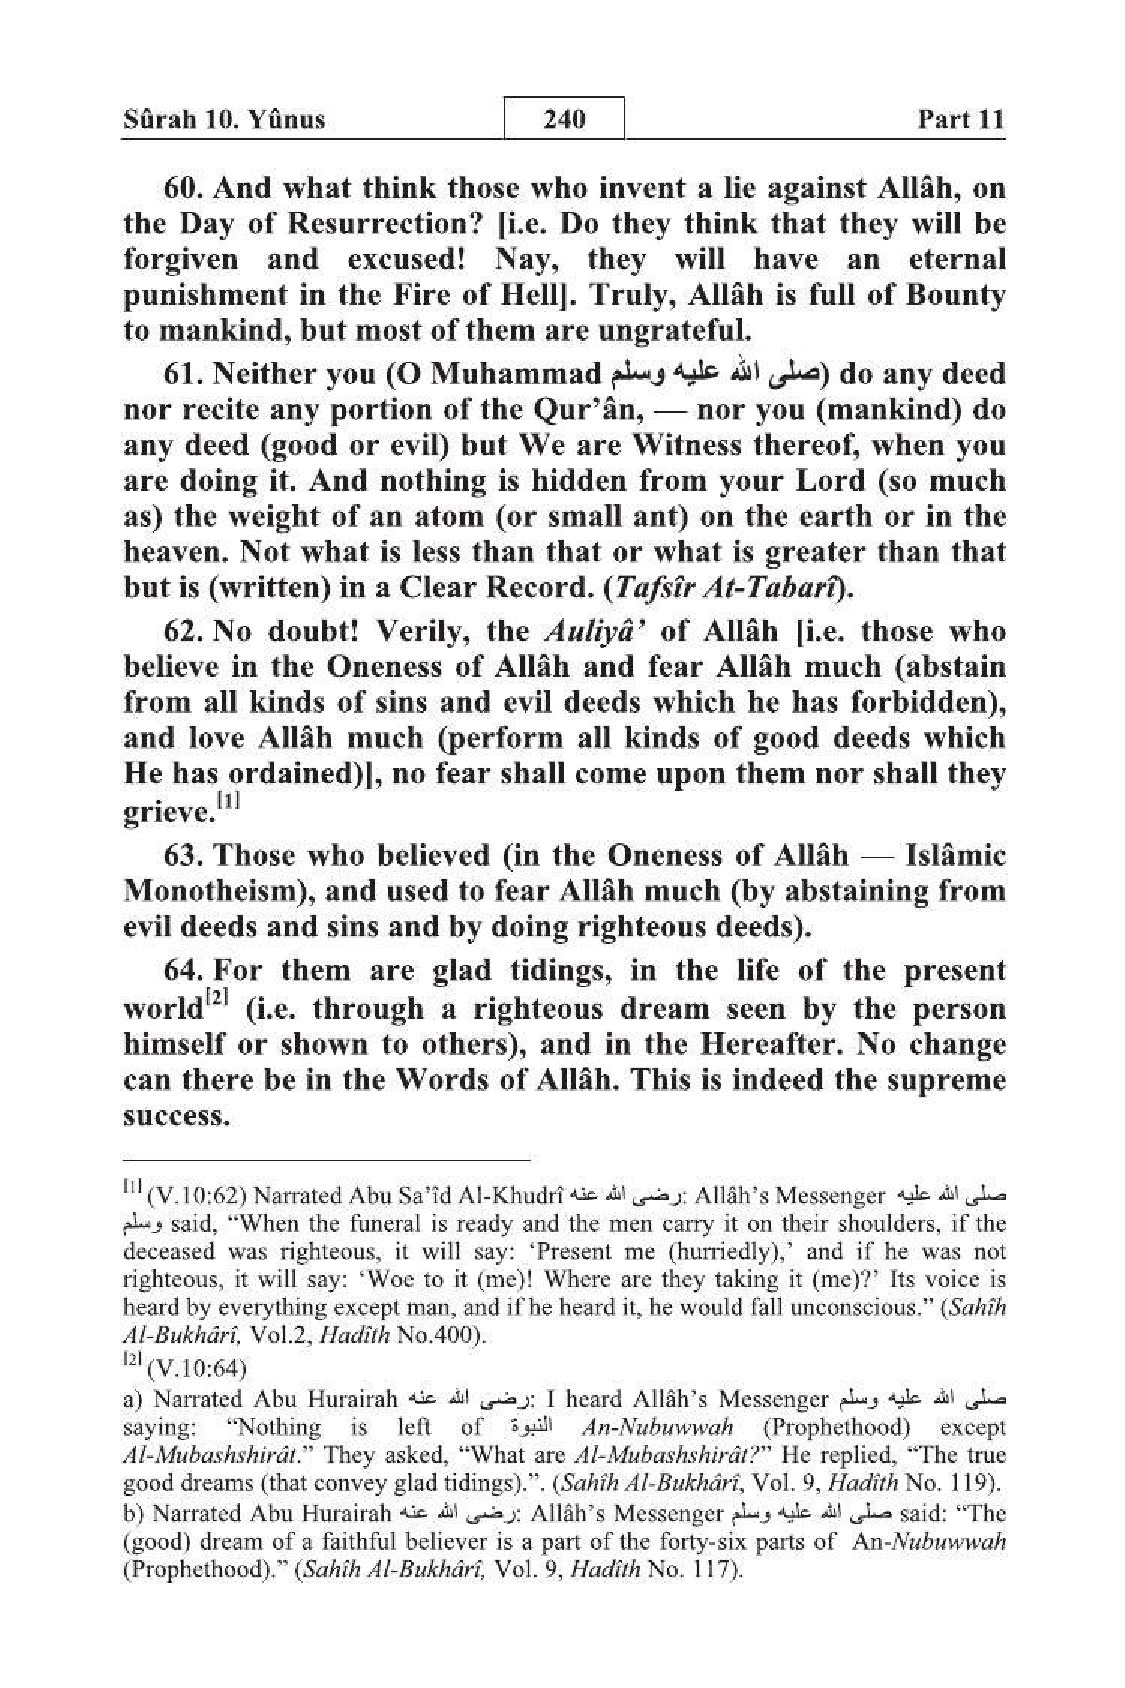 Sûrah 10. Yûnus 240 Part 11
60. And what think those who invent a lie against Allâh, on
the Day of Resurrection? [i.e. Do they think that they will be
forgiven and excused! Nay, they will have an eternal
punishment in the Fire of Hell]. Truly, Allâh is full of Bounty
to mankind, but most of them are ungrateful.
61. Neither you (O Muhammad صلى الله عليه وسلم) do any deed
nor recite any portion of the Qur’ân, — nor you (mankind) do
any deed (good or evil) but We are Witness thereof, when you
are doing it. And nothing is hidden from your Lord (so much
as) the weight of an atom (or small ant) on the earth or in the
heaven. Not what is less than that or what is greater than that
but is (written) in a Clear Record. (Tafsîr At-Tabarî).
62. No doubt! Verily, the Auliyâ’ of Allâh [i.e. those who
believe in the Oneness of Allâh and fear Allâh much (abstain
from all kinds of sins and evil deeds which he has forbidden),
and love Allâh much (perform all kinds of good deeds which
He has ordained)], no fear shall come upon them nor shall they
grieve.[1]
63. Those who believed (in the Oneness of Allâh — Islâmic
Monotheism), and used to fear Allâh much (by abstaining from
evil deeds and sins and by doing righteous deeds).
64. For them are glad tidings, in the life of the present
world[2] (i.e. through a righteous dream seen by the person
himself or shown to others), and in the Hereafter. No change
can there be in the Words of Allâh. This is indeed the supreme
success.
[1] (V.10:62) Narrated Abu Sa’îd Al-Khudrî رضى الله عنه: Allâh’s Messenger صلى الله عليه
وسلم said, “When the funeral is ready and the men carry it on their shoulders, if the
deceased was righteous, it will say: ‘Present me (hurriedly),’ and if he was not
righteous, it will say: ‘Woe to it (me)! Where are they taking it (me)?’ Its voice is
heard by everything except man, and if he heard it, he would fall unconscious.” (Sahîh
Al-Bukhârî, Vol.2, Hadîth No.400).
[2] (V.10:64)
a) Narrated Abu Hurairah رضى الله عنه: I heard Allâh’s Messenger صلى الله عليه وسلم
saying: “Nothing is left of النبوة An-Nubuwwah (Prophethood) except
Al-Mubashshirât.” They asked, “What are Al-Mubashshirât?” He replied, “The true
good dreams (that convey glad tidings).”. (Sahîh Al-Bukhârî, Vol. 9, Hadîth No. 119).
b) Narrated Abu Hurairah رضى الله عنه: Allâh’s Messenger صلى الله عليه وسلم said: “The
(good) dream of a faithful believer is a part of the forty-six parts of An-Nubuwwah
(Prophethood).” (Sahîh Al-Bukhârî, Vol. 9, Hadîth No. 117).